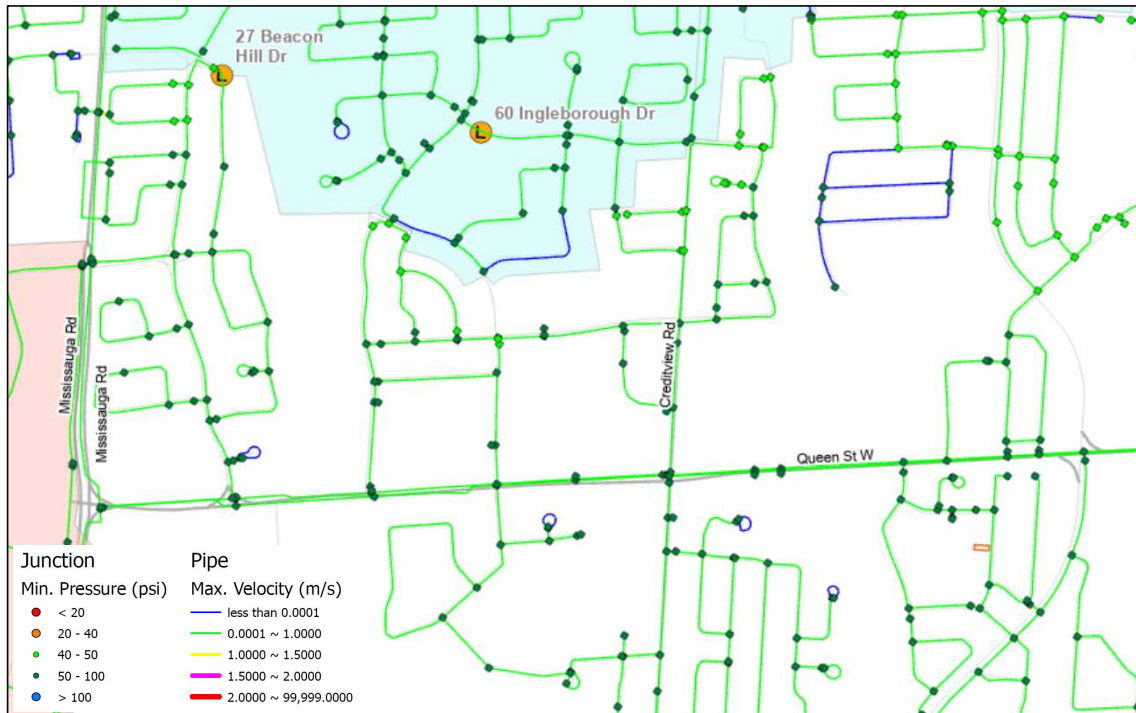 27 Beacon
Hill Dr
L
60 Ingleborough Dr
L
Mississauga Rd
Mississauga Rd
Creditview Rd
Queen St W
Junction
Min. Pressure (psi)
< 20
20 - 40
40 - 50
50 - 100
> 100
Pipe
Max. Velocity (m/s)
less than 0.0001
0.0001 ~ 1.0000
1.0000 ~ 1.5000
1.5000 ~ 2.0000
2.0000 ~ 99,999.0000